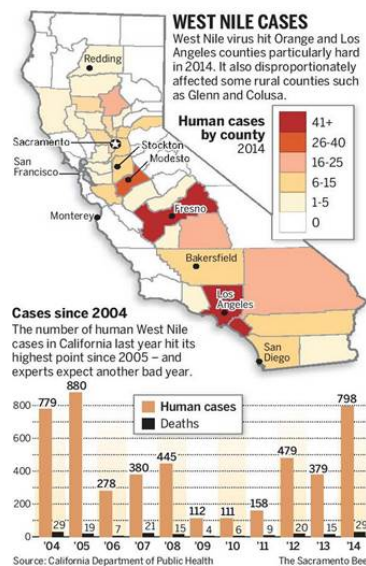 WEST NILE CASES
West Nile virus hit Orange and Los
Angeles counties particularly hard
in 2014. It also disproportionately
affected some rural counties such
as Glenn and Colusa.
Human cases
by county
2014
41+
26-40
16-25
6-15
1-5
0
Redding
Sacramento
Stockton
Modesto
San
Francisco
Monterey
Fresno
Bakersfield
Los
Angeles
San
Diego
Cases since 2004
The number of human West Nile
cases in California last year hit its
highest point since 2005 – and
experts expect another bad year.
Human cases
Deaths
800
600
400
200
0
779
880
278
380
445
112
111
158
479
379
798
29
19
7
21
15
4
6
9
20
15
29
'04
'05
'06
'07
'08
'09
'10
'11
'12
'13
'14
Source: California Department of Public Health
The Sacramento Bee